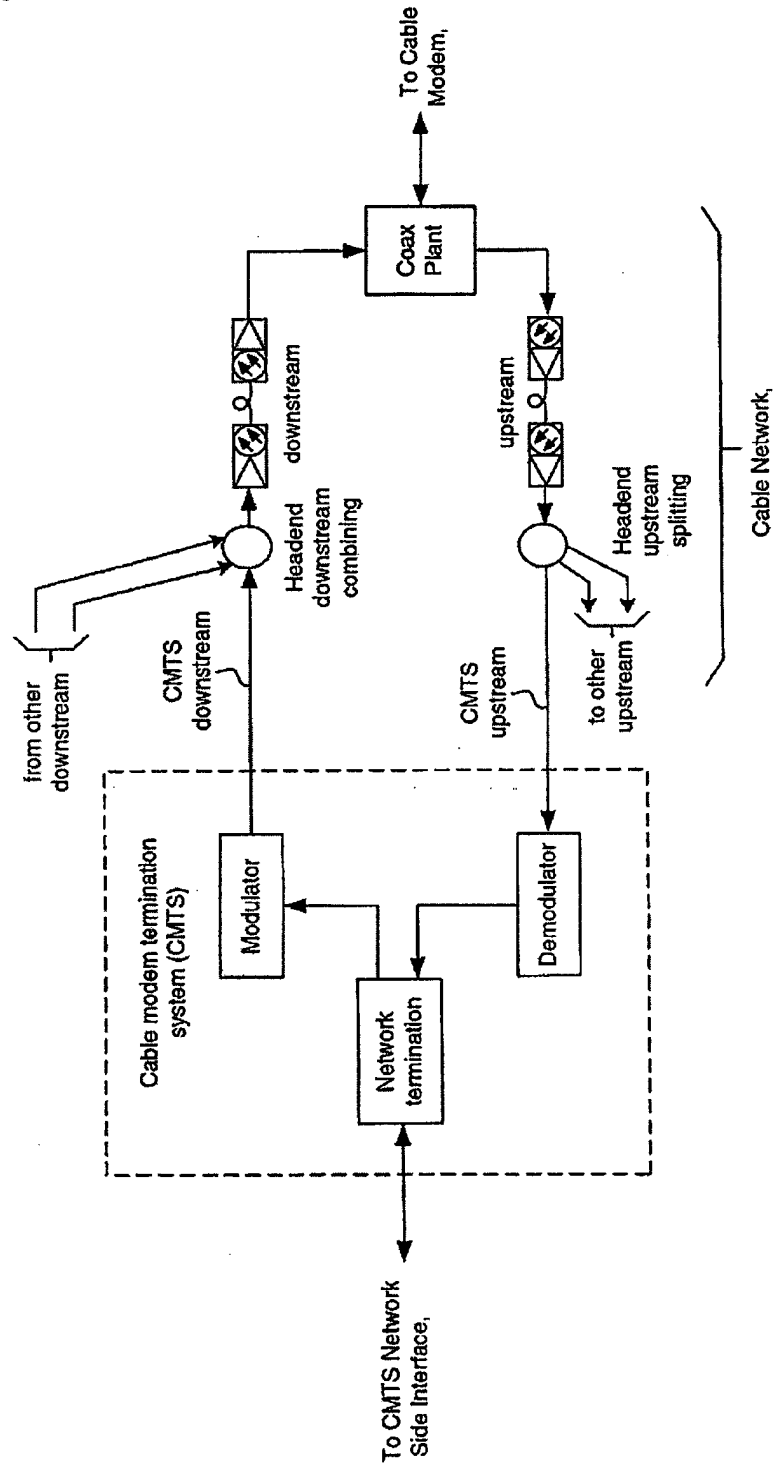 Cable modem termination
system (CMTS)
Modulator
Network
termination
Demodulator
To CMTS Network
Side Interface,
from other
downstream
CMTS
downstream
Headend
downstream
combining
downstream
Coax
Plant
To Cable
Modem,
upstream
CMTS
upstream
Headend
upstream
splitting
to other
upstream
Cable Network,